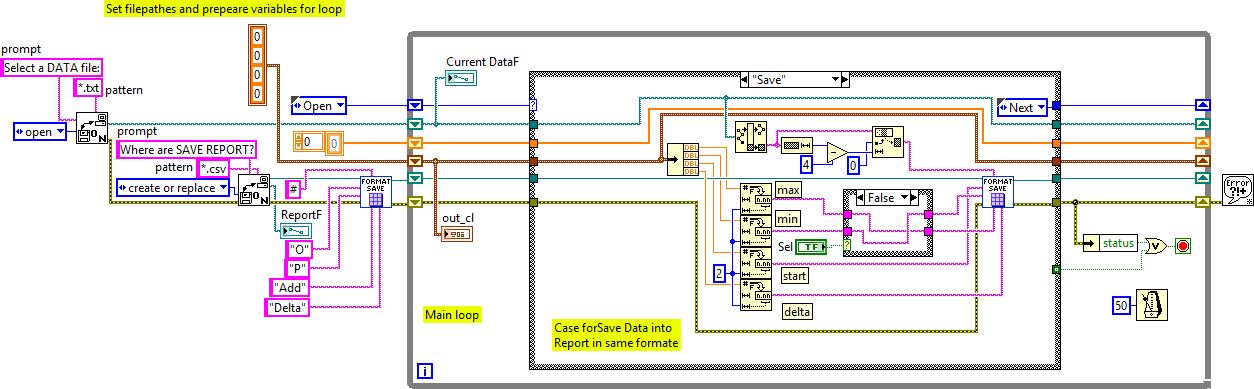 Set filepathes and prepeare variables for loop
prompt
Select a DATA file:
*.txt
pattern
open
prompt
Where are SAVE REPORT?
pattern
*.csv
create or replace
#
ReportF
"O"
"P"
"Add"
"Delta"
FORMAT
SAVE
0
0
0
0
Open
0
0
Current DataF
out_cl
Main loop
i
"Save"
?
DBL
DBL
DBL
DBL
4
0
max
min
start
delta
2
Sel
TF
False
?
FORMAT
SAVE
Case forSave Data into
Report in same formate
Next
status
50
Error
?!+